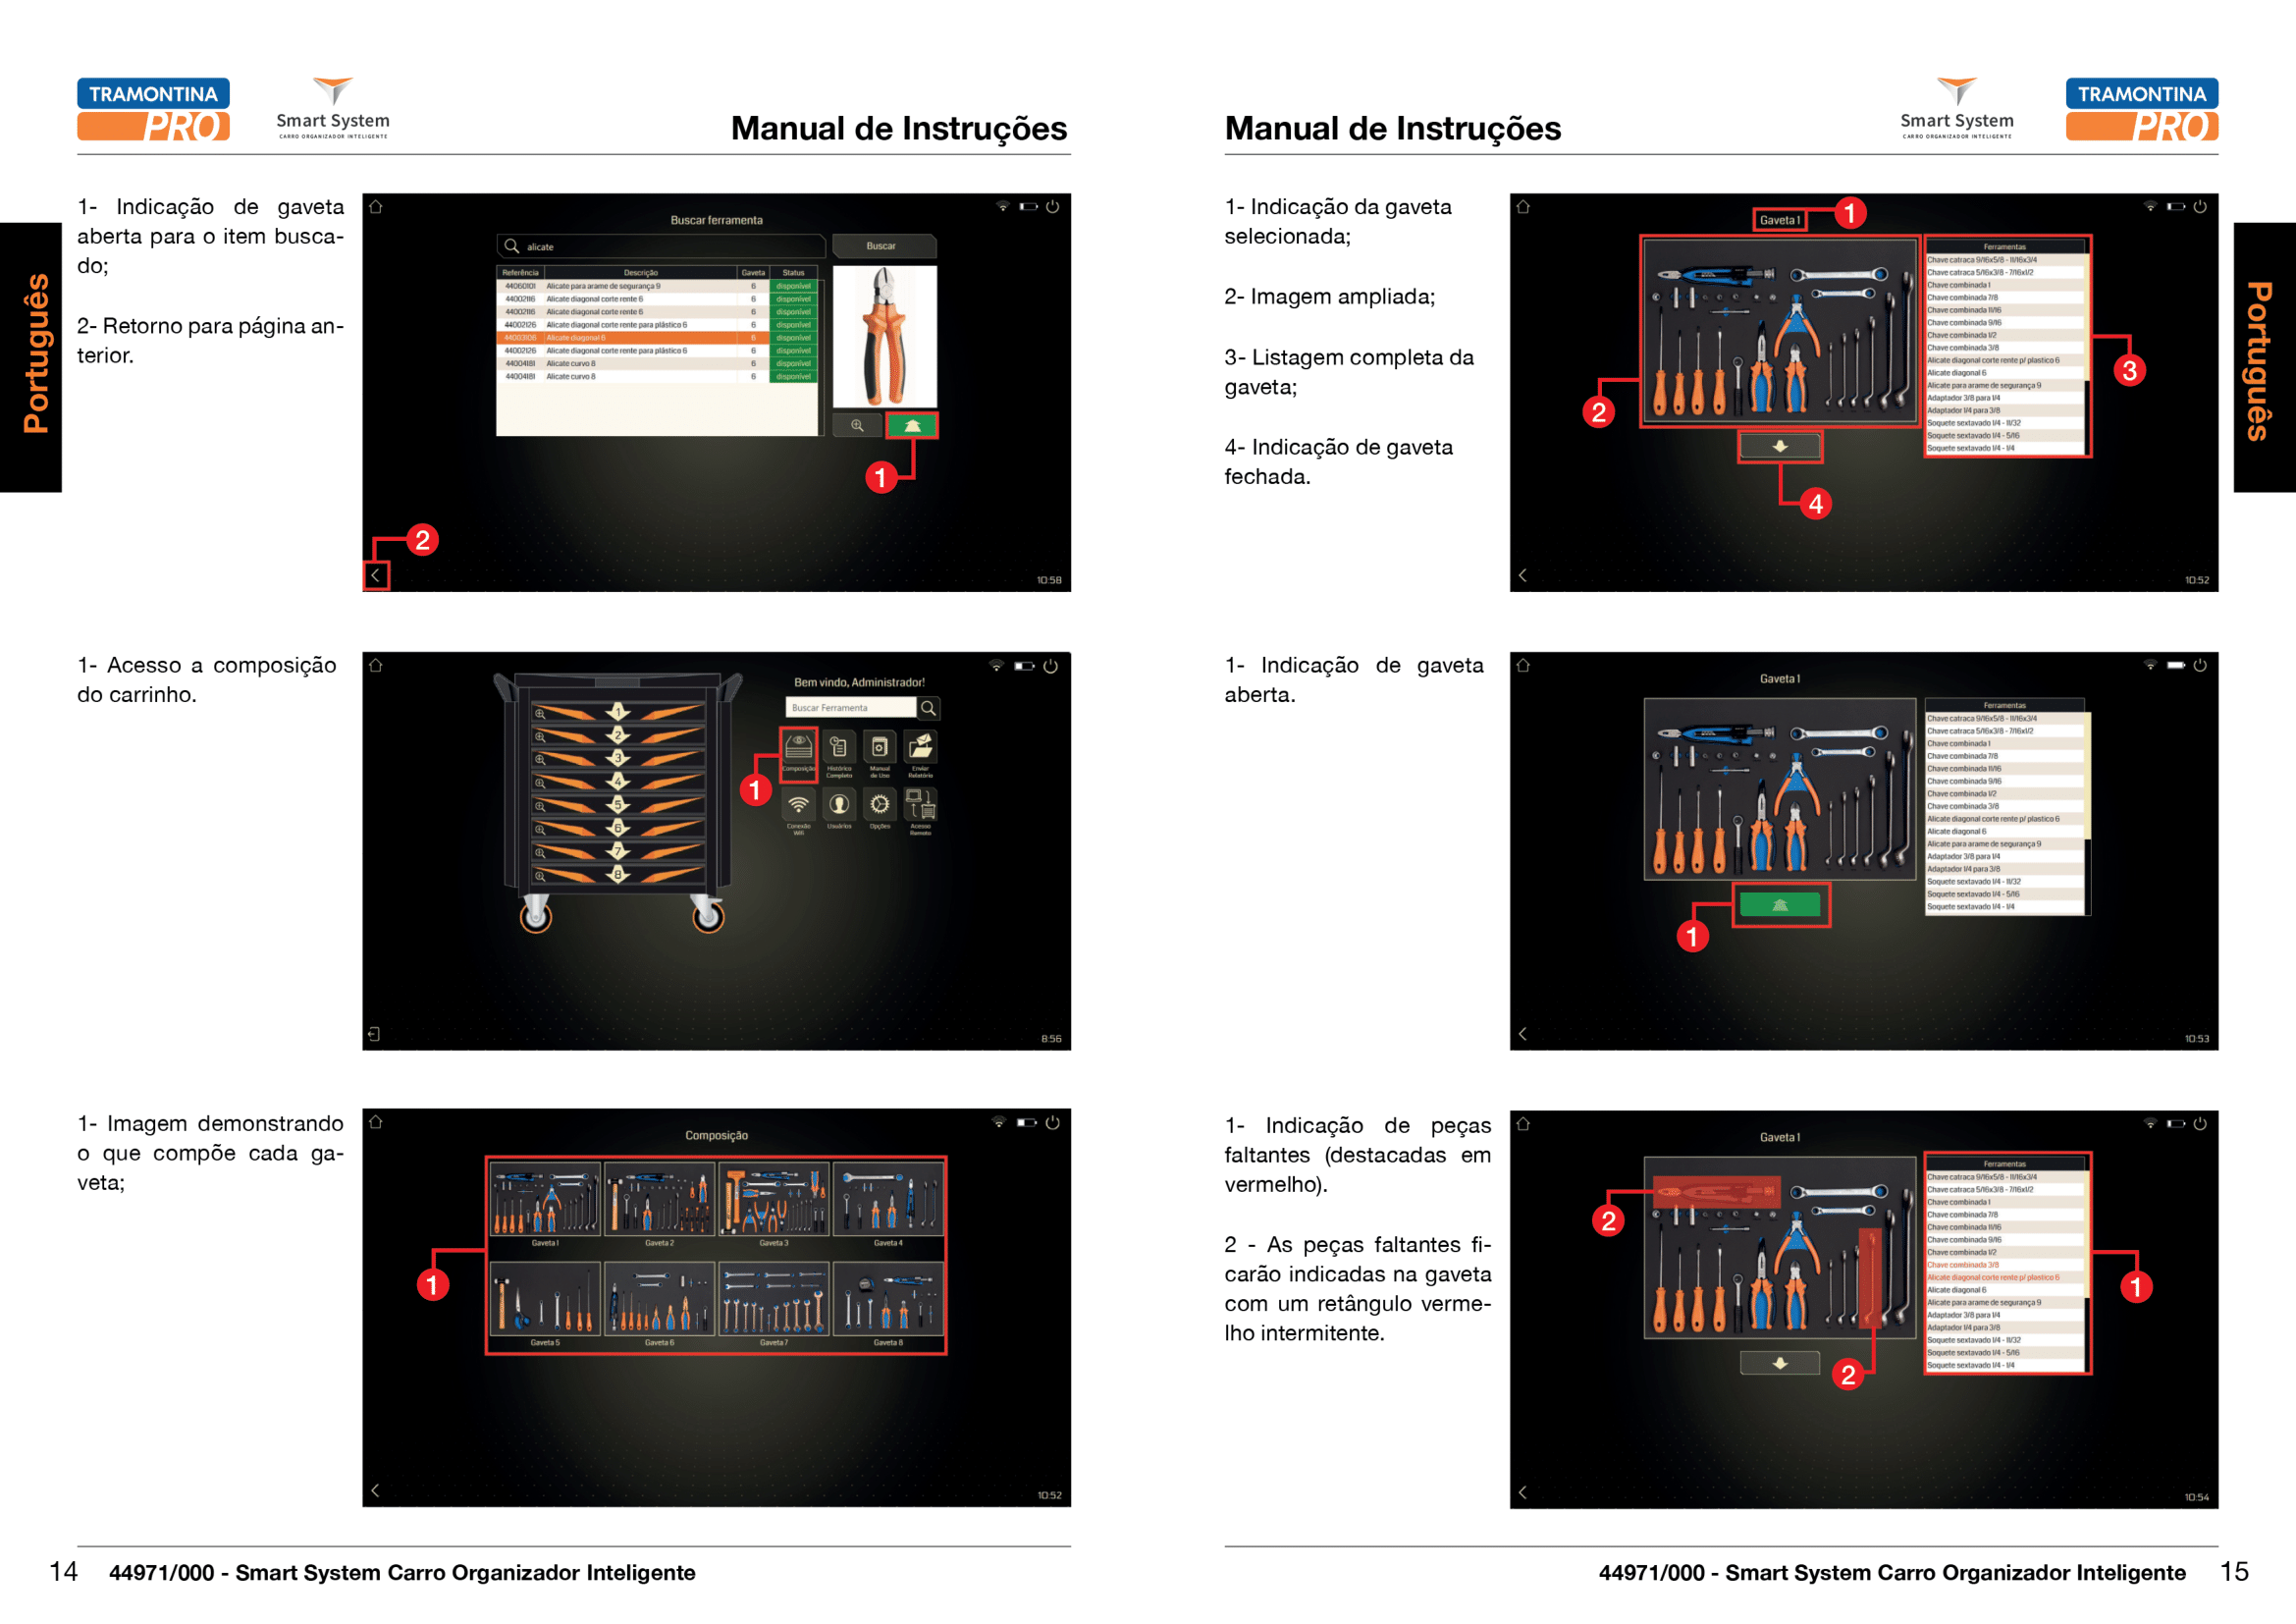 TRAMONTINA
PRO
Smart System
CARRO ORGANIZADOR INTELIGENTE
Manual de Instruções
Português
1- Indicação de gaveta
aberta para o item busca-
do;
2- Retorno para página an-
terior.
Buscar ferramenta
alicate
Buscar
Referência Descrição Gaveta Status
44060101 Alicate para arame de segurança 9 6 disponível
44002116 Alicate diagonal corte rente 6 6 disponível
44002116 Alicate diagonal corte rente 6 6 disponível
44002126 Alicate diagonal corte rente para plástico 6 6 disponível
44003106 Alicate diagonal 6 6 disponível
44002126 Alicate diagonal corte rente para plástico 6 6 disponível
44004181 Alicate curvo 8 6 disponível
44004181 Alicate curvo 8 6 disponível
1
2
10:58
1- Acesso a composição
do carrinho.
Bem vindo, Administrador!
Buscar Ferramenta
1
2
3
4
5
6
7
8
Composição
Histórico
Completo
Manual
de Uso
Enviar
Relatório
1
Conexão
Wifi
Usuários
Opções
Acesso
Remoto
8:56
1- Imagem demonstrando
o que compõe cada ga-
veta;
Composição
Gaveta 1 Gaveta 2 Gaveta 3 Gaveta 4
1
Gaveta 5 Gaveta 6 Gaveta 7 Gaveta 8
10:52
14 44971/000 - Smart System Carro Organizador Inteligente
Manual de Instruções
Smart System
CARRO ORGANIZADOR INTELIGENTE
TRAMONTINA
PRO
Português
1- Indicação da gaveta
selecionada;
2- Imagem ampliada;
3- Listagem completa da
gaveta;
4- Indicação de gaveta
fechada.
Gaveta 1
1
Ferramentas
Chave catraca 9/16x5/8 - 11/16x3/4
Chave catraca 5/16x3/8 - 7/16x1/2
Chave combinada 1
Chave combinada 7/8
Chave combinada 11/16
Chave combinada 9/16
Chave combinada 1/2
Chave combinada 3/8
Alicate diagonal corte rente p/ plastico 6
Alicate diagonal 6
Alicate para arame de segurança 9
Adaptador 3/8 para 1/4
Adaptador 1/4 para 3/8
Soquete sextavado 1/4 - 11/32
Soquete sextavado 1/4 - 5/16
Soquete sextavado 1/4 - 1/4
2
3
4
10:52
1- Indicação de gaveta
aberta.
Gaveta 1
Ferramentas
Chave catraca 9/16x5/8 - 11/16x3/4
Chave catraca 5/16x3/8 - 7/16x1/2
Chave combinada 1
Chave combinada 7/8
Chave combinada 11/16
Chave combinada 9/16
Chave combinada 1/2
Chave combinada 3/8
Alicate diagonal corte rente p/ plastico 6
Alicate diagonal 6
Alicate para arame de segurança 9
Adaptador 3/8 para 1/4
Adaptador 1/4 para 3/8
Soquete sextavado 1/4 - 11/32
Soquete sextavado 1/4 - 5/16
Soquete sextavado 1/4 - 1/4
1
10:53
1- Indicação de peças
faltantes (destacadas em
vermelho).
2 - As peças faltantes fi-
carão indicadas na gaveta
com um retângulo verme-
lho intermitente.
Gaveta 1
Ferramentas
Chave catraca 9/16x5/8 - 11/16x3/4
Chave catraca 5/16x3/8 - 7/16x1/2
Chave combinada 1
Chave combinada 7/8
Chave combinada 11/16
Chave combinada 9/16
Chave combinada 1/2
Chave combinada 3/8
Alicate diagonal corte rente p/ plastico 6
Alicate diagonal 6
Alicate para arame de segurança 9
Adaptador 3/8 para 1/4
Adaptador 1/4 para 3/8
Soquete sextavado 1/4 - 11/32
Soquete sextavado 1/4 - 5/16
Soquete sextavado 1/4 - 1/4
2
1
2
10:54
44971/000 - Smart System Carro Organizador Inteligente 15